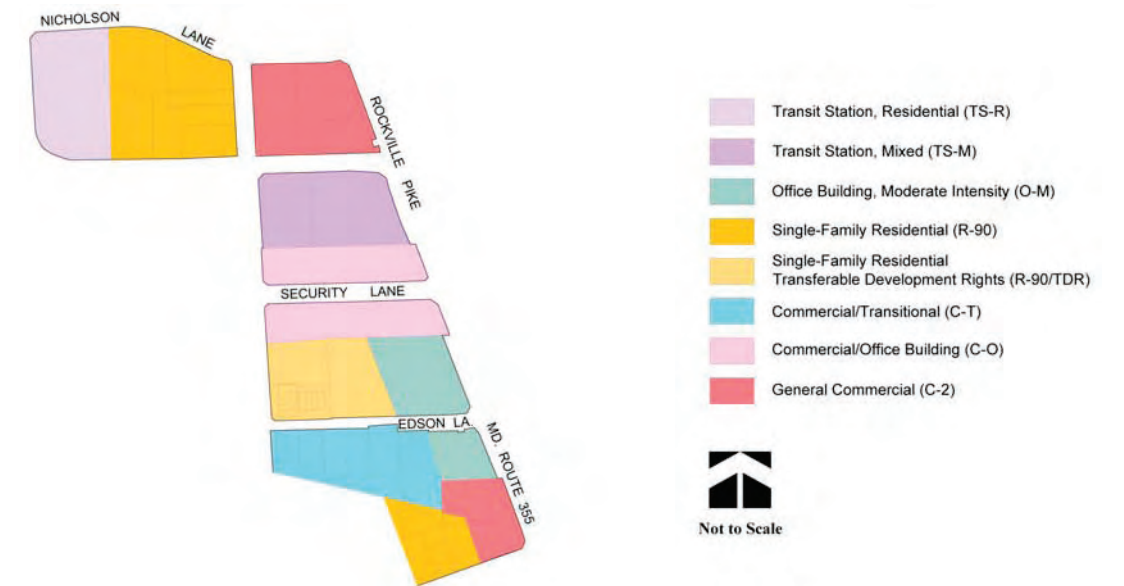 NICHOLSON LANE
ROCKVILLE PIKE
SECURITY LANE
EDSON LA.
MD. ROUTE 355
Transit Station, Residential (TS-R)
Transit Station, Mixed (TS-M)
Office Building, Moderate Intensity (O-M)
Single-Family Residential (R-90)
Single-Family Residential
Transferable Development Rights (R-90/TDR)
Commercial/Transitional (C-T)
Commercial/Office Building (C-O)
General Commercial (C-2)
Not to Scale